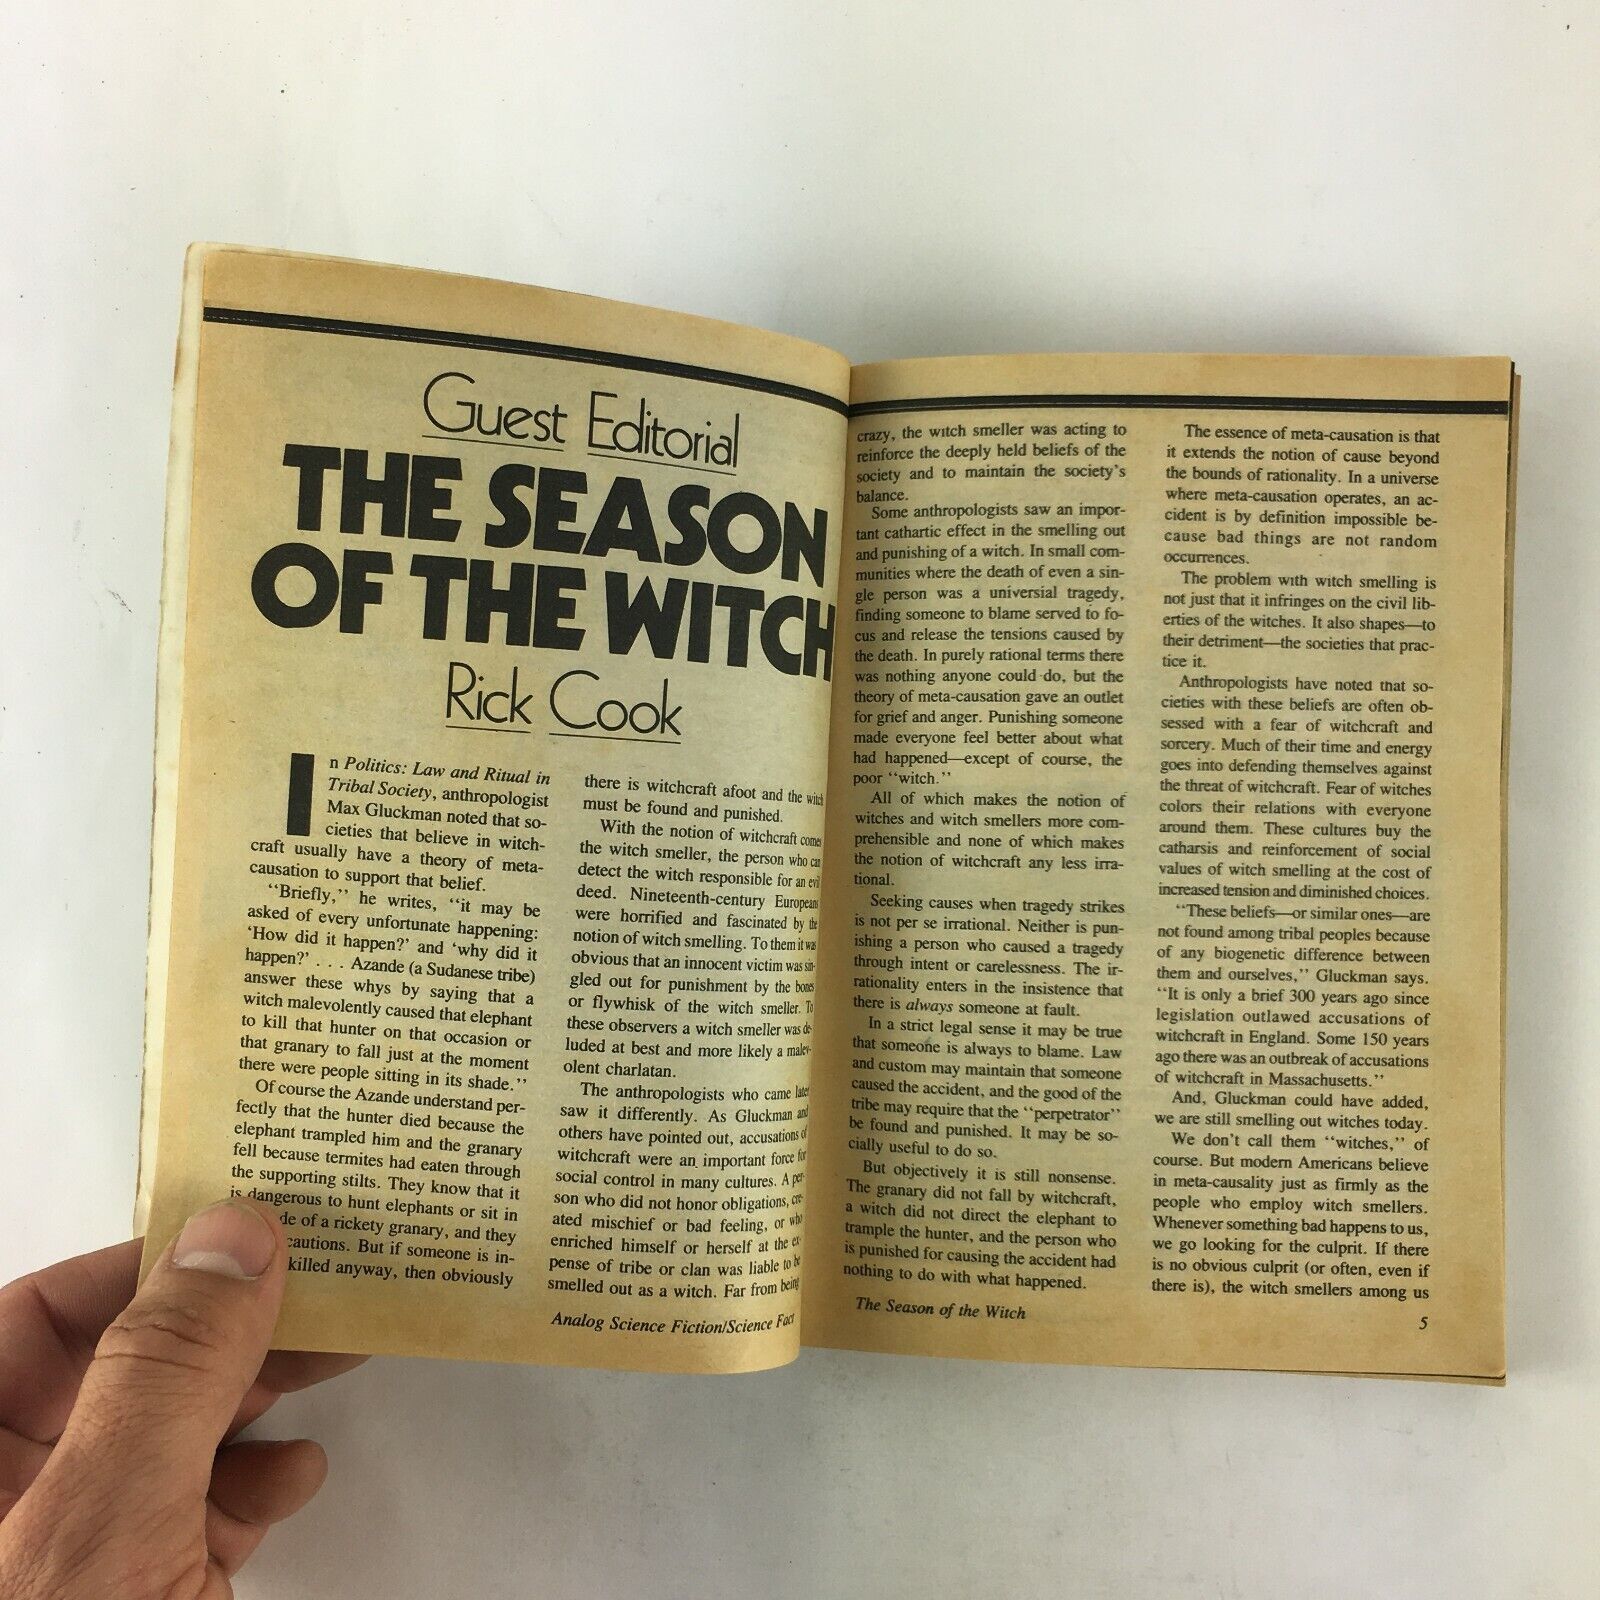 Guest Editorial
THE SEASON
OF THE WITCH
Rick Cook
In Politics: Law and Ritual in
Tribal Society, anthropologist
Max Gluckman noted that so-
cieties that believe in witch-
craft usually have a theory of meta-
causation to support that belief.
"Briefly," he writes, "it may be
asked of every unfortunate happening:
'How did it happen?' and 'why did it
happen?' . . . Azande (a Sudanese tribe)
answer these whys by saying that a
witch malevolently caused that elephant
to kill that hunter on that occasion or
that granary to fall just at the moment
there were people sitting in its shade."
Of course the Azande understand per-
fectly that the hunter died because the
elephant trampled him and the granary
fell because termites had eaten through
the supporting stilts. They know that it
is dangerous to hunt elephants or sit in
de of a rickety granary, and they
cautions. But if someone is in-
killed anyway, then obviously
there is witchcraft afoot and the witch
must be found and punished.
With the notion of witchcraft comes
the witch smeller, the person who can
detect the witch responsible for an evil
deed. Nineteenth-century Europeans
were horrified and fascinated by the
notion of witch smelling. To them it was
obvious that an innocent victim was sin-
gled out for punishment by the bones
or flywhisk of the witch smeller. To
these observers a witch smeller was de-
luded at best and more likely a malev-
olent charlatan.
The anthropologists who came later
saw it differently. As Gluckman and
others have pointed out, accusations of
witchcraft were an important force for
social control in many cultures. A per-
son who did not honor obligations, cre-
ated mischief or bad feeling, or who
enriched himself or herself at the ex-
pense of tribe or clan was liable to be
smelled out as a witch. Far from being
Analog Science Fiction/Science Fact
crazy, the witch smeller was acting to
reinforce the deeply held beliefs of the
society and to maintain the society's
balance.
Some anthropologists saw an impor-
tant cathartic effect in the smelling out
and punishing of a witch. In small com-
munities where the death of even a sin-
gle person was a universial tragedy,
finding someone to blame served to fo-
cus and release the tensions caused by
the death. In purely rational terms there
was nothing anyone could do, but the
theory of meta-causation gave an outlet
for grief and anger. Punishing someone
made everyone feel better about what
had happened—except of course, the
poor "witch."
All of which makes the notion of
witches and witch smellers more com-
prehensible and none of which makes
the notion of witchcraft any less irra-
tional.
Seeking causes when tragedy strikes
is not per se irrational. Neither is pun-
ishing a person who caused a tragedy
through intent or carelessness. The ir-
rationality enters in the insistence that
there is always someone at fault.
In a strict legal sense it may be true
that someone is always to blame. Law
and custom may maintain that someone
caused the accident, and the good of the
tribe may require that the "perpetrator"
be found and punished. It may be so-
cially useful to do so.
But objectively it is still nonsense.
The granary did not fall by witchcraft,
a witch did not direct the elephant to
trample the hunter, and the person who
is punished for causing the accident had
nothing to do with what happened.
The essence of meta-causation is that
it extends the notion of cause beyond
the bounds of rationality. In a universe
where meta-causation operates, an ac-
cident is by definition impossible be-
cause bad things are not random
occurrences.
The problem with witch smelling is
not just that it infringes on the civil lib-
erties of the witches. It also shapes—to
their detriment—the societies that prac-
tice it.
Anthropologists have noted that so-
cieties with these beliefs are often ob-
sessed with a fear of witchcraft and
sorcery. Much of their time and energy
goes into defending themselves against
the threat of witchcraft. Fear of witches
colors their relations with everyone
around them. These cultures buy the
catharsis and reinforcement of social
values of witch smelling at the cost of
increased tension and diminished choices.
"These beliefs—or similar ones—are
not found among tribal peoples because
of any biogenetic difference between
them and ourselves," Gluckman says.
"It is only a brief 300 years ago since
legislation outlawed accusations of
witchcraft in England. Some 150 years
ago there was an outbreak of accusations
of witchcraft in Massachusetts."
And, Gluckman could have added,
we are still smelling out witches today.
We don't call them "witches," of
course. But modern Americans believe
in meta-causality just as firmly as the
people who employ witch smellers.
Whenever something bad happens to us,
we go looking for the culprit. If there
is no obvious culprit (or often, even if
there is), the witch smellers among us
The Season of the Witch
5